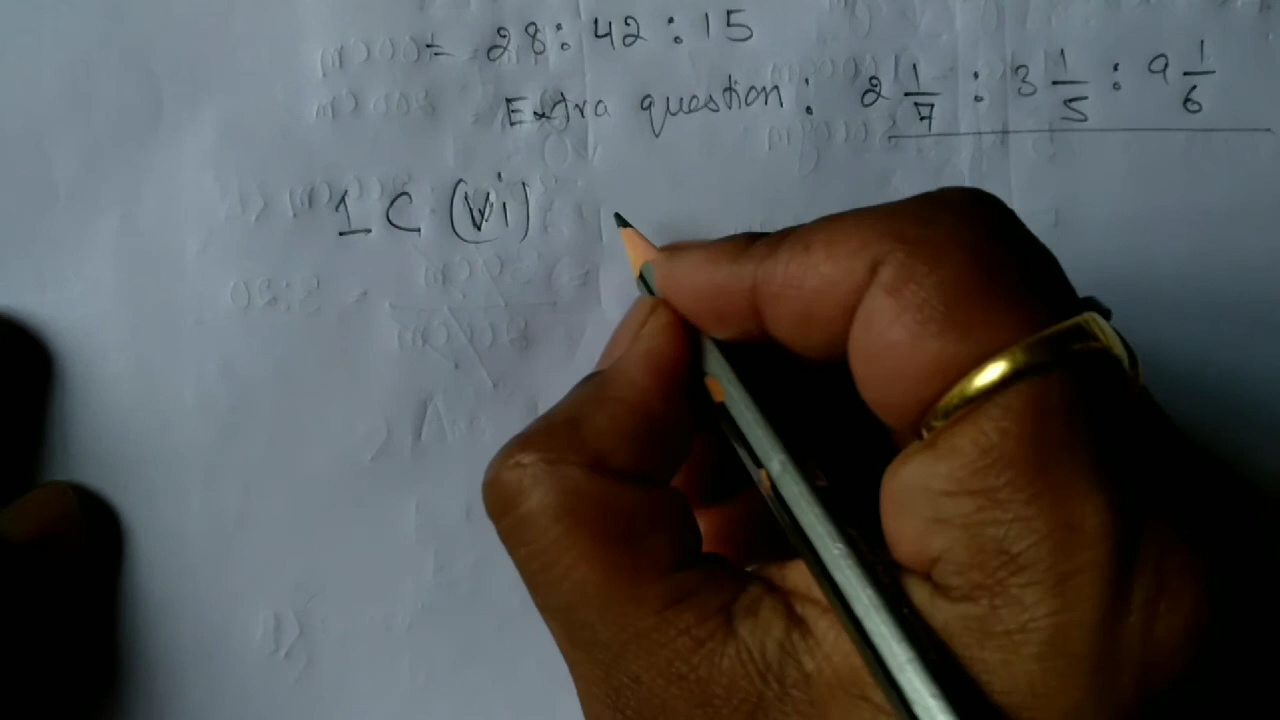 = 28 : 42 : 15
Extra question : 2 1/7 : 3 1/5 : 9 1/6
1 C (vi)